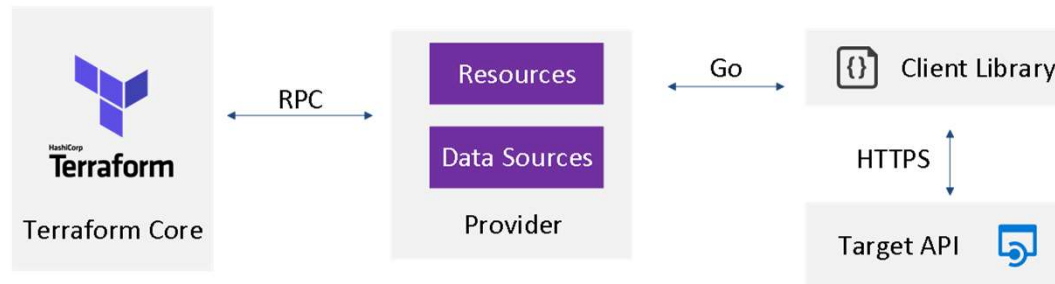 HashiCorp
Terraform
Terraform Core
RPC
Resources
Data Sources
Provider
Go
{} Client Library
HTTPS
Target API